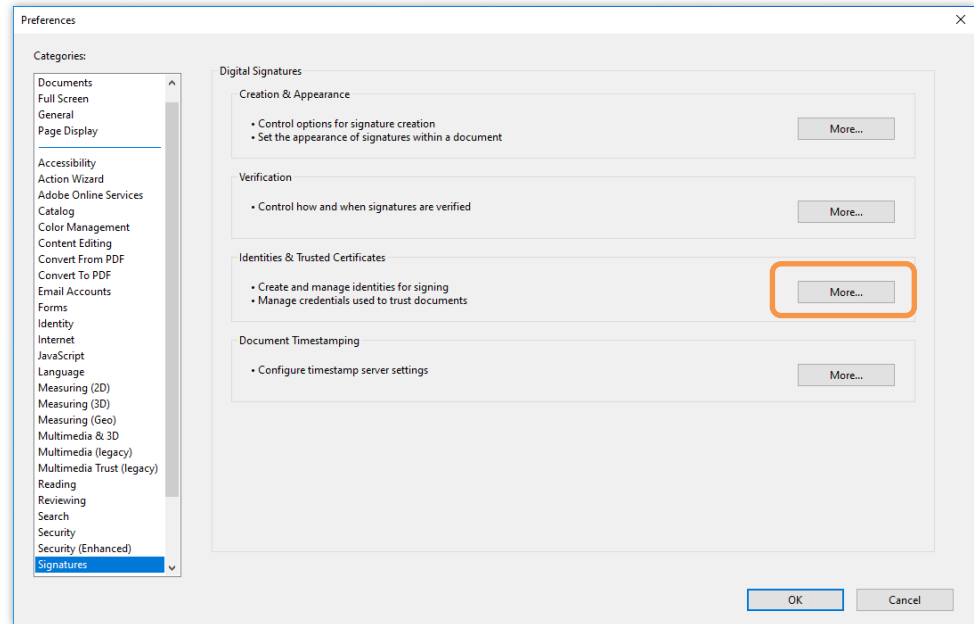 Preferences
Categories:
Documents
Full Screen
General
Page Display
Accessibility
Action Wizard
Adobe Online Services
Catalog
Color Management
Content Editing
Convert From PDF
Convert To PDF
Email Accounts
Forms
Identity
Internet
JavaScript
Language
Measuring (2D)
Measuring (3D)
Measuring (Geo)
Multimedia & 3D
Multimedia (legacy)
Multimedia Trust (legacy)
Reading
Reviewing
Search
Security
Security (Enhanced)
Signatures
Digital Signatures
Creation & Appearance
• Control options for signature creation
• Set the appearance of signatures within a document
More...
Verification
• Control how and when signatures are verified
More...
Identities & Trusted Certificates
• Create and manage identities for signing
• Manage credentials used to trust documents
More...
Document Timestamping
• Configure timestamp server settings
More...
OK
Cancel